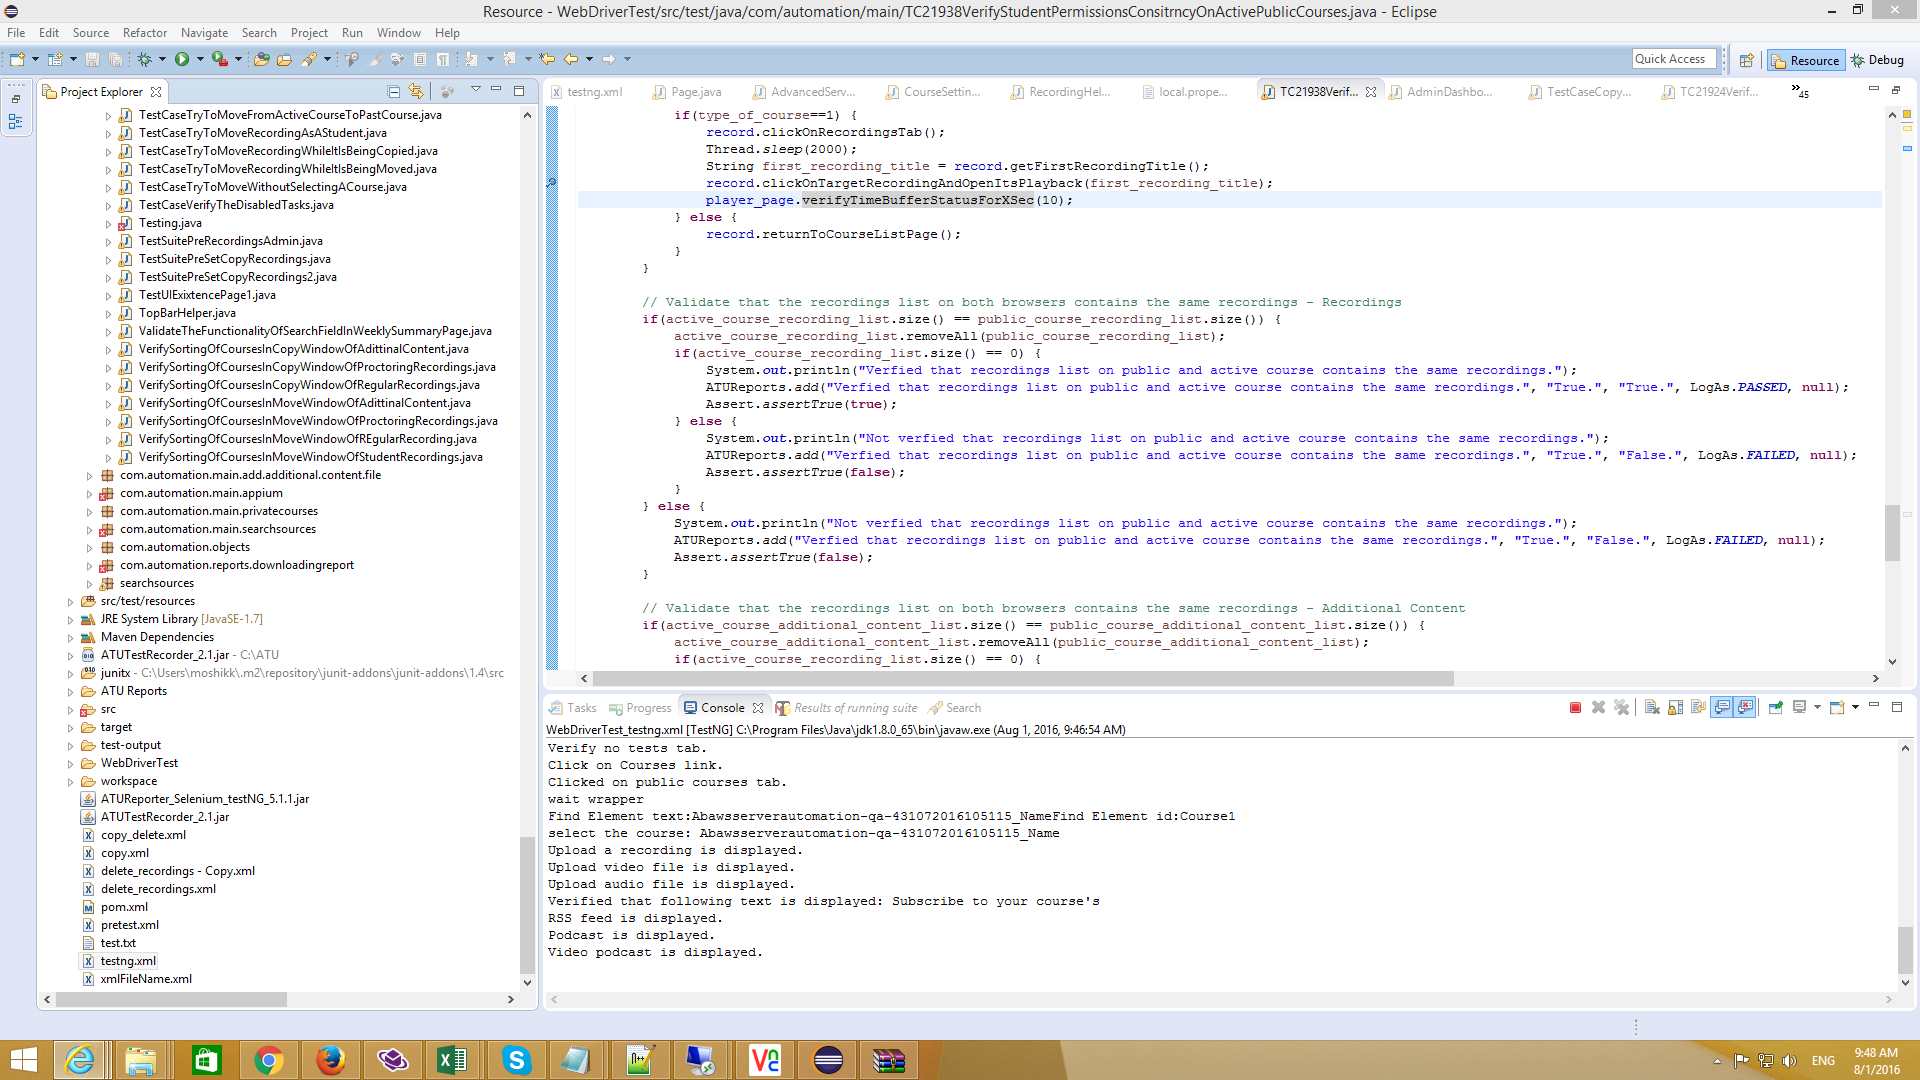 Resource - WebDriverTest/src/test/java/com/automation/main/TC21938VerifyStudentPermissionsConsitrncyOnActivePublicCourses.java - Eclipse
File Edit Source Refactor Navigate Search Project Run Window Help
Quick Access
Resource
Debug
Project Explorer
TestCaseTryToMoveFromActiveCourseToPastCourse.java
TestCaseTryToMoveRecordingAsAStudent.java
TestCaseTryToMoveRecordingWhileItIsBeingCopied.java
TestCaseTryToMoveRecordingWhileItIsBeingMoved.java
TestCaseTryToMoveWithoutSelectingACourse.java
TestCaseVerifyTheDisabledTasks.java
Testing.java
TestSuitePreRecordingsAdmin.java
TestSuitePreSetCopyRecordings.java
TestSuitePreSetCopyRecordings2.java
TestUIExixtencePage1.java
TopBarHelper.java
ValidateTheFunctionalityOfSearchFieldInWeeklySummaryPage.java
VerifySortingOfCoursesInCopyWindowOfAdittinalContent.java
VerifySortingOfCoursesInCopyWindowOfProctoringRecordings.java
VerifySortingOfCoursesInCopyWindowOfRegularRecordings.java
VerifySortingOfCoursesInMoveWindowOfAdittinalContent.java
VerifySortingOfCoursesInMoveWindowOfProctoringRecordings.java
VerifySortingOfCoursesInMoveWindowOfREgularRecording.java
VerifySortingOfCoursesInMoveWindowOfStudentRecordings.java
com.automation.main.add.additional.content.file
com.automation.main.appium
com.automation.main.privatecourses
com.automation.main.searchsources
com.automation.objects
com.automation.reports.downloadingreport
searchsources
src/test/resources
JRE System Library [JavaSE-1.7]
Maven Dependencies
ATUTestRecorder_2.1.jar - C:\ATU
junitx - C:\Users\moshikk\.m2\repository\junit-addons\junit-addons\1.4\src
ATU Reports
src
target
test-output
WebDriverTest
workspace
ATUReporter_Selenium_testNG_5.1.1.jar
ATUTestRecorder_2.1.jar
copy_delete.xml
copy.xml
delete_recordings - Copy.xml
delete_recordings.xml
pom.xml
pretest.xml
test.txt
testng.xml
xmlFileName.xml
testng.xml Page.java AdvancedServ... CourseSettin... RecordingHel... local.prope... TC21938Verif... AdminDashbo... TestCaseCopy... TC21924Verif... »45
if(type_of_course==1) {
record.clickOnRecordingsTab();
Thread.sleep(2000);
String first_recording_title = record.getFirstRecordingTitle();
record.clickOnTargetRecordingAndOpenItsPlayback(first_recording_title);
player_page.verifyTimeBufferStatusForXSec(10);
} else {
record.returnToCourseListPage();
}
}
// Validate that the recordings list on both browsers contains the same recordings - Recordings
if(active_course_recording_list.size() == public_course_recording_list.size()) {
active_course_recording_list.removeAll(public_course_recording_list);
if(active_course_recording_list.size() == 0) {
System.out.println("Verfied that recordings list on public and active course contains the same recordings.");
ATUReports.add("Verfied that recordings list on public and active course contains the same recordings.", "True.", "True.", LogAs.PASSED, null);
Assert.assertTrue(true);
} else {
System.out.println("Not verfied that recordings list on public and active course contains the same recordings.");
ATUReports.add("Verfied that recordings list on public and active course contains the same recordings.", "True.", "False.", LogAs.FAILED, null);
Assert.assertTrue(false);
}
} else {
System.out.println("Not verfied that recordings list on public and active course contains the same recordings.");
ATUReports.add("Verfied that recordings list on public and active course contains the same recordings.", "True.", "False.", LogAs.FAILED, null);
Assert.assertTrue(false);
}
// Validate that the recordings list on both browsers contains the same recordings - Additional Content
if(active_course_additional_content_list.size() == public_course_additional_content_list.size()) {
active_course_additional_content_list.removeAll(public_course_additional_content_list);
if(active_course_recording_list.size() == 0) {
Tasks Progress Console Results of running suite Search
WebDriverTest_testng.xml [TestNG] C:\Program Files\Java\jdk1.8.0_65\bin\javaw.exe (Aug 1, 2016, 9:46:54 AM)
Verify no tests tab.
Click on Courses link.
Clicked on public courses tab.
wait wrapper
Find Element text:Abawsserverautomation-qa-431072016105115_NameFind Element id:Course1
select the course: Abawsserverautomation-qa-431072016105115_Name
Upload a recording is displayed.
Upload video file is displayed.
Upload audio file is displayed.
Verified that following text is displayed: Subscribe to your course's
RSS feed is displayed.
Podcast is displayed.
Video podcast is displayed.
ENG
9:48 AM
8/1/2016